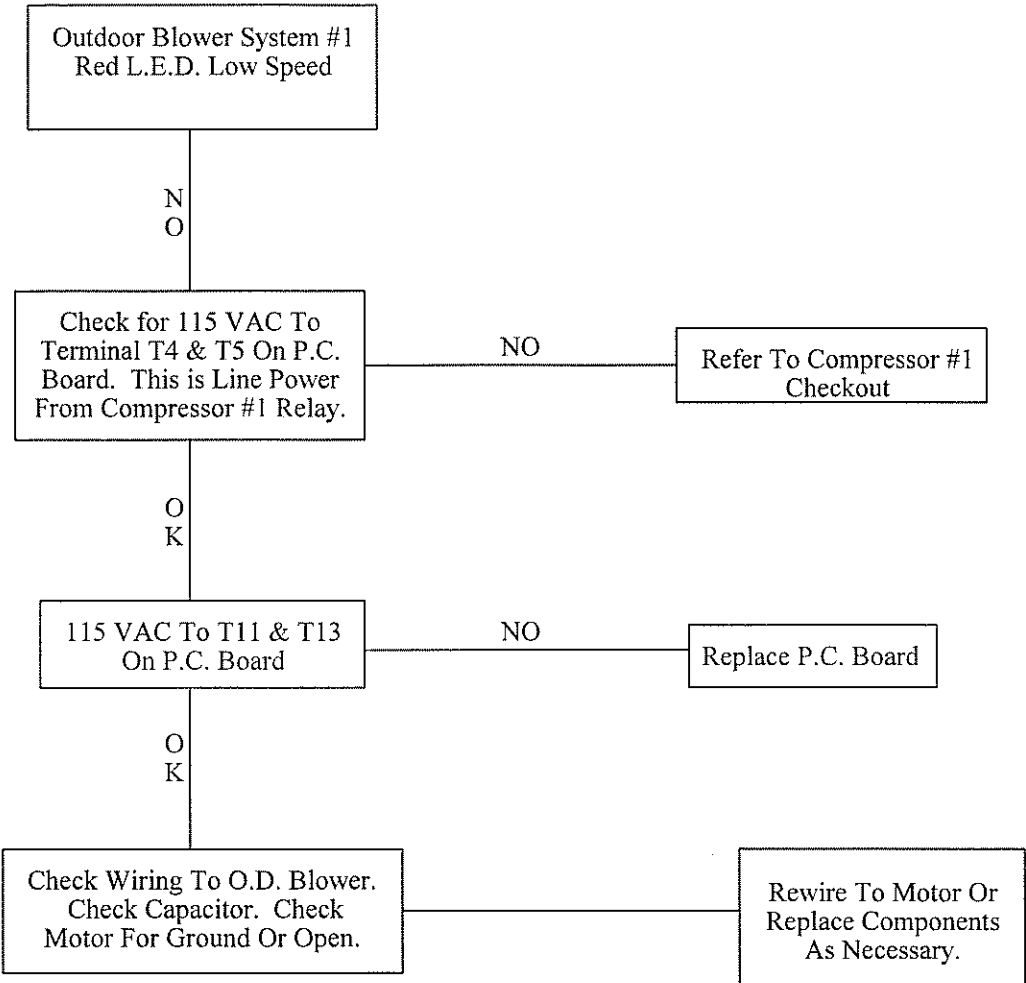 Outdoor Blower System #1
Red L.E.D. Low Speed
N
O
Check for 115 VAC To
Terminal T4 & T5 On P.C.
Board. This is Line Power
From Compressor #1 Relay.
NO
Refer To Compressor #1
Checkout
O
K
115 VAC To T11 & T13
On P.C. Board
NO
Replace P.C. Board
O
K
Check Wiring To O.D. Blower.
Check Capacitor. Check
Motor For Ground Or Open.
Rewire To Motor Or
Replace Components
As Necessary.